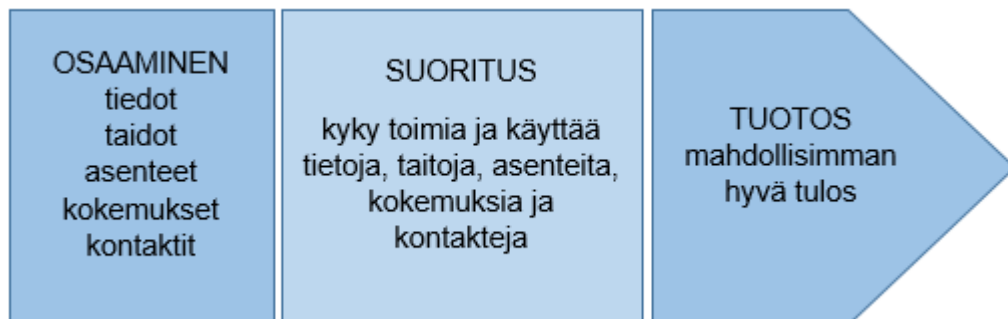 OSAAMINEN
tiedot
taidot
asenteet
kokemukset
kontaktit
SUORITUS
kyky toimia ja käyttää
tietoja, taitoja, asenteita,
kokemuksia ja
kontakteja
TUOTOS
mahdollisimman
hyvä tulos